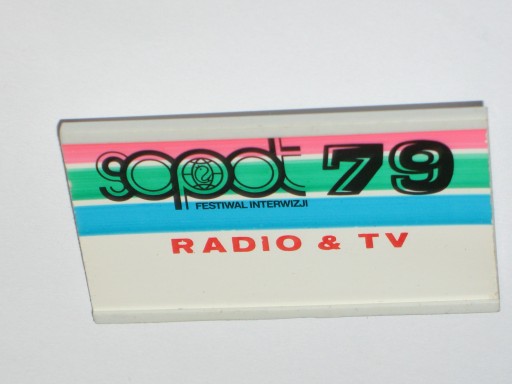 sopot 79
FESTIWAL INTERWIZJI
RADIO & TV